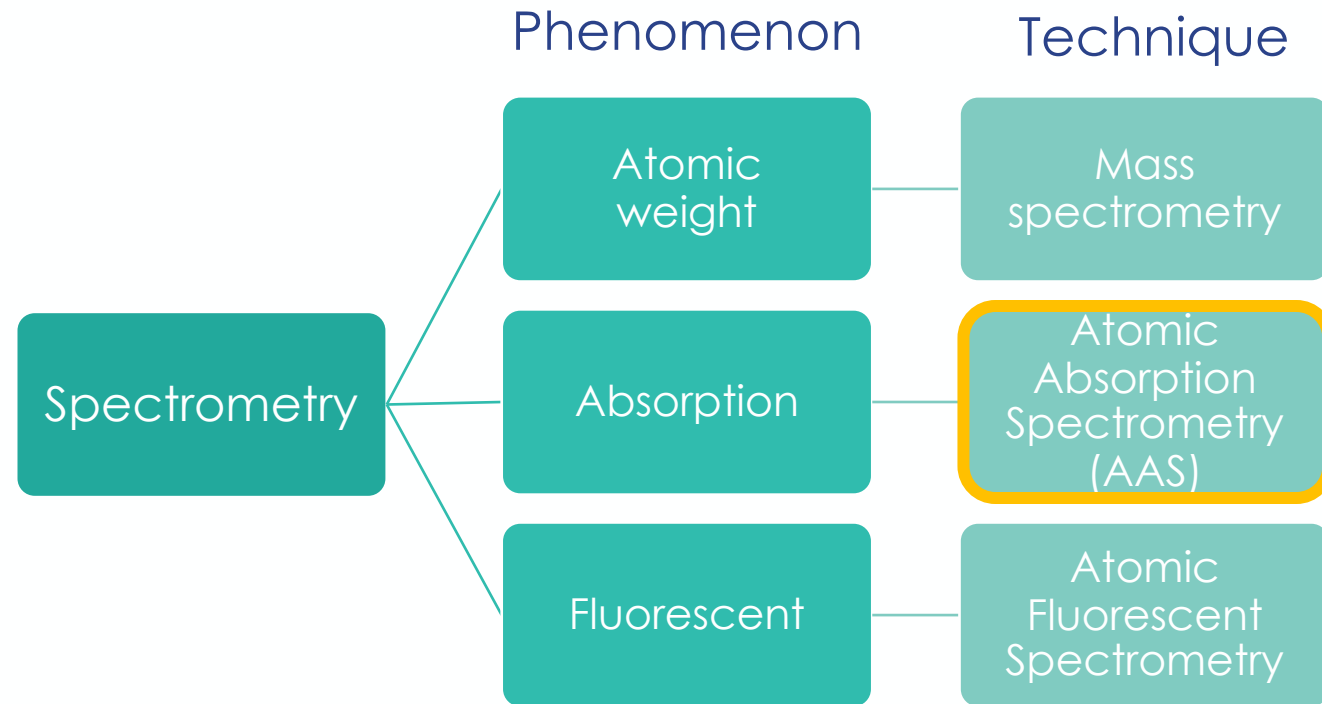 Phenomenon
Technique
Atomic
weight
Mass
spectrometry
Spectrometry
Absorption
Atomic
Absorption
Spectrometry
(AAS)
Fluorescent
Atomic
Fluorescent
Spectrometry